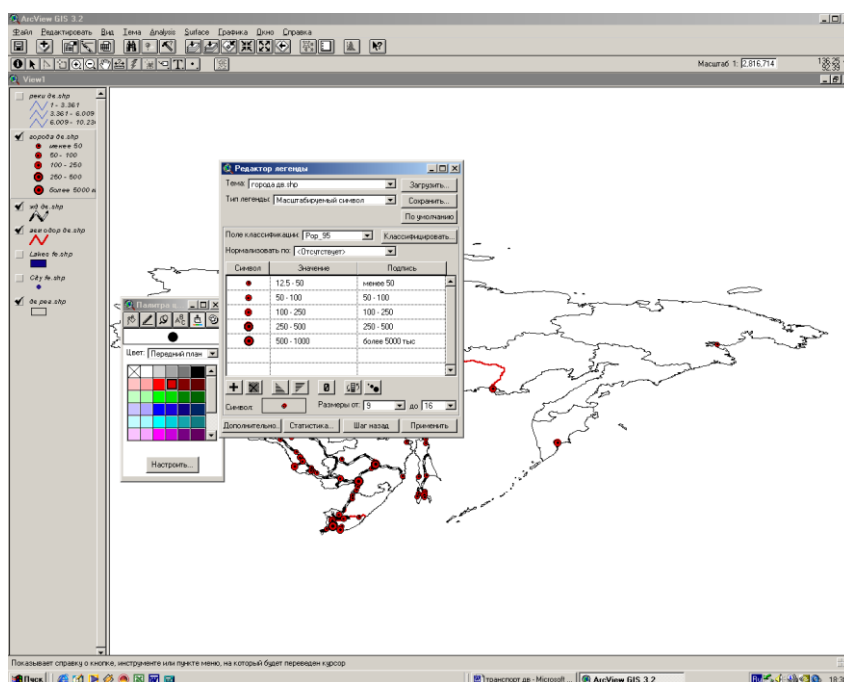 ArcView GIS 3.2
Файл Редактировать Вид Тема Analysis Surface Графика Окно Справка
Масштаб 1: 2,816,714
View1
реки дв.shp
1 - 3.361
3.361 - 6.009
6.009 - 10.23
города дв.shp
менее 50
50 - 100
100 - 250
250 - 500
более 5000
жд дв.shp
автодор дв.shp
Lakes fe.shp
City fe.shp
дв рег.shp
Редактор легенды
Тема: города дв.shp
Загрузить...
Тип легенды: Масштабируемый символ
Сохранить...
По умолчанию
Поле классификации: Pop_95
Классифицировать...
Нормализовать по: <Отсутствует>
Символ Значение Подпись
12.5 - 50 менее 50
50 - 100 50 - 100
100 - 250 100 - 250
250 - 500 250 - 500
500 - 1000 более 5000 тыс
Символ
Размеры от: 9 до 16
Дополнительно... Статистика... Шаг назад Применить
Палитра
Цвет: Передний план
Настроить...
Показывает справку о кнопке, инструменте или пункте меню, на который будет переведен курсор
Пуск
транспорт дв - Microsoft ...
ArcView GIS 3.2